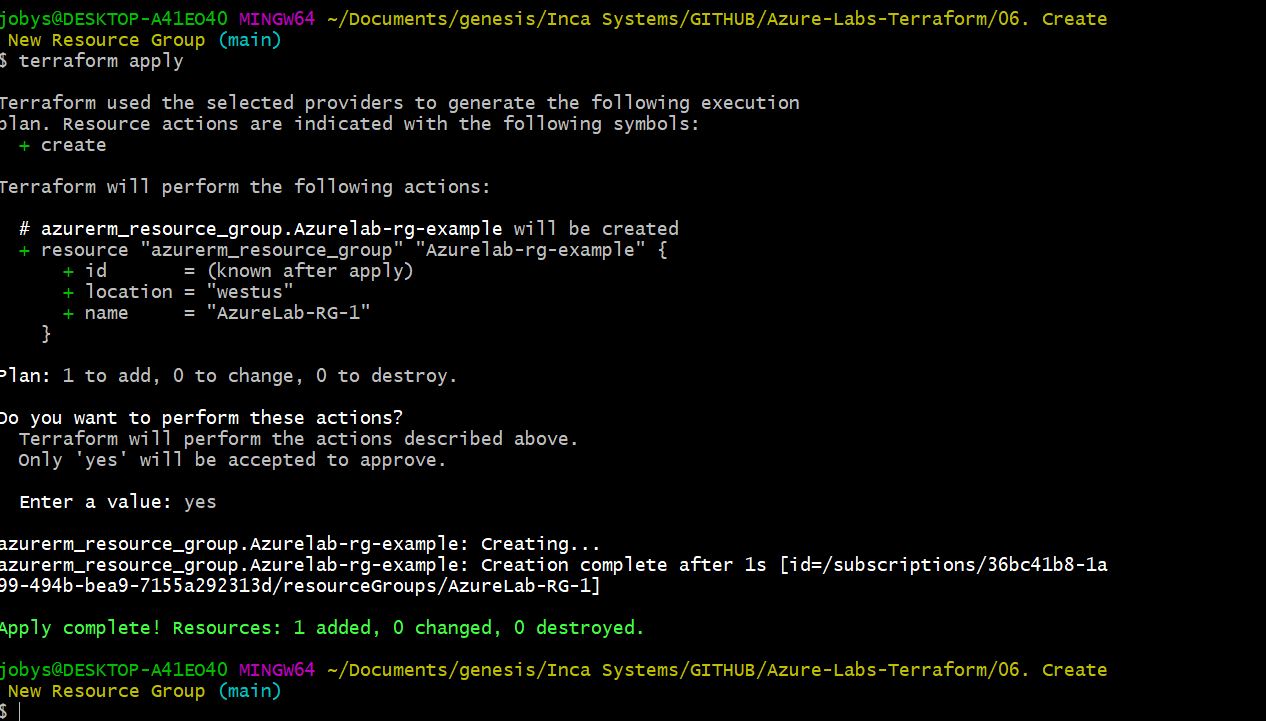 jobys@DESKTOP-A41EO40 MINGW64 ~/Documents/genesis/Inca Systems/GITHUB/Azure-Labs-Terraform/06. Create
 New Resource Group (main)
$ terraform apply
Terraform used the selected providers to generate the following execution
plan. Resource actions are indicated with the following symbols:
  + create
Terraform will perform the following actions:
  # azurerm_resource_group.Azurelab-rg-example will be created
  + resource "azurerm_resource_group" "Azurelab-rg-example" {
      + id       = (known after apply)
      + location = "westus"
      + name     = "AzureLab-RG-1"
    }
Plan: 1 to add, 0 to change, 0 to destroy.
Do you want to perform these actions?
  Terraform will perform the actions described above.
  Only 'yes' will be accepted to approve.
  Enter a value: yes
azurerm_resource_group.Azurelab-rg-example: Creating...
azurerm_resource_group.Azurelab-rg-example: Creation complete after 1s [id=/subscriptions/36bc41b8-1a
99-494b-bea9-7155a292313d/resourceGroups/AzureLab-RG-1]
Apply complete! Resources: 1 added, 0 changed, 0 destroyed.
jobys@DESKTOP-A41EO40 MINGW64 ~/Documents/genesis/Inca Systems/GITHUB/Azure-Labs-Terraform/06. Create
 New Resource Group (main)
$